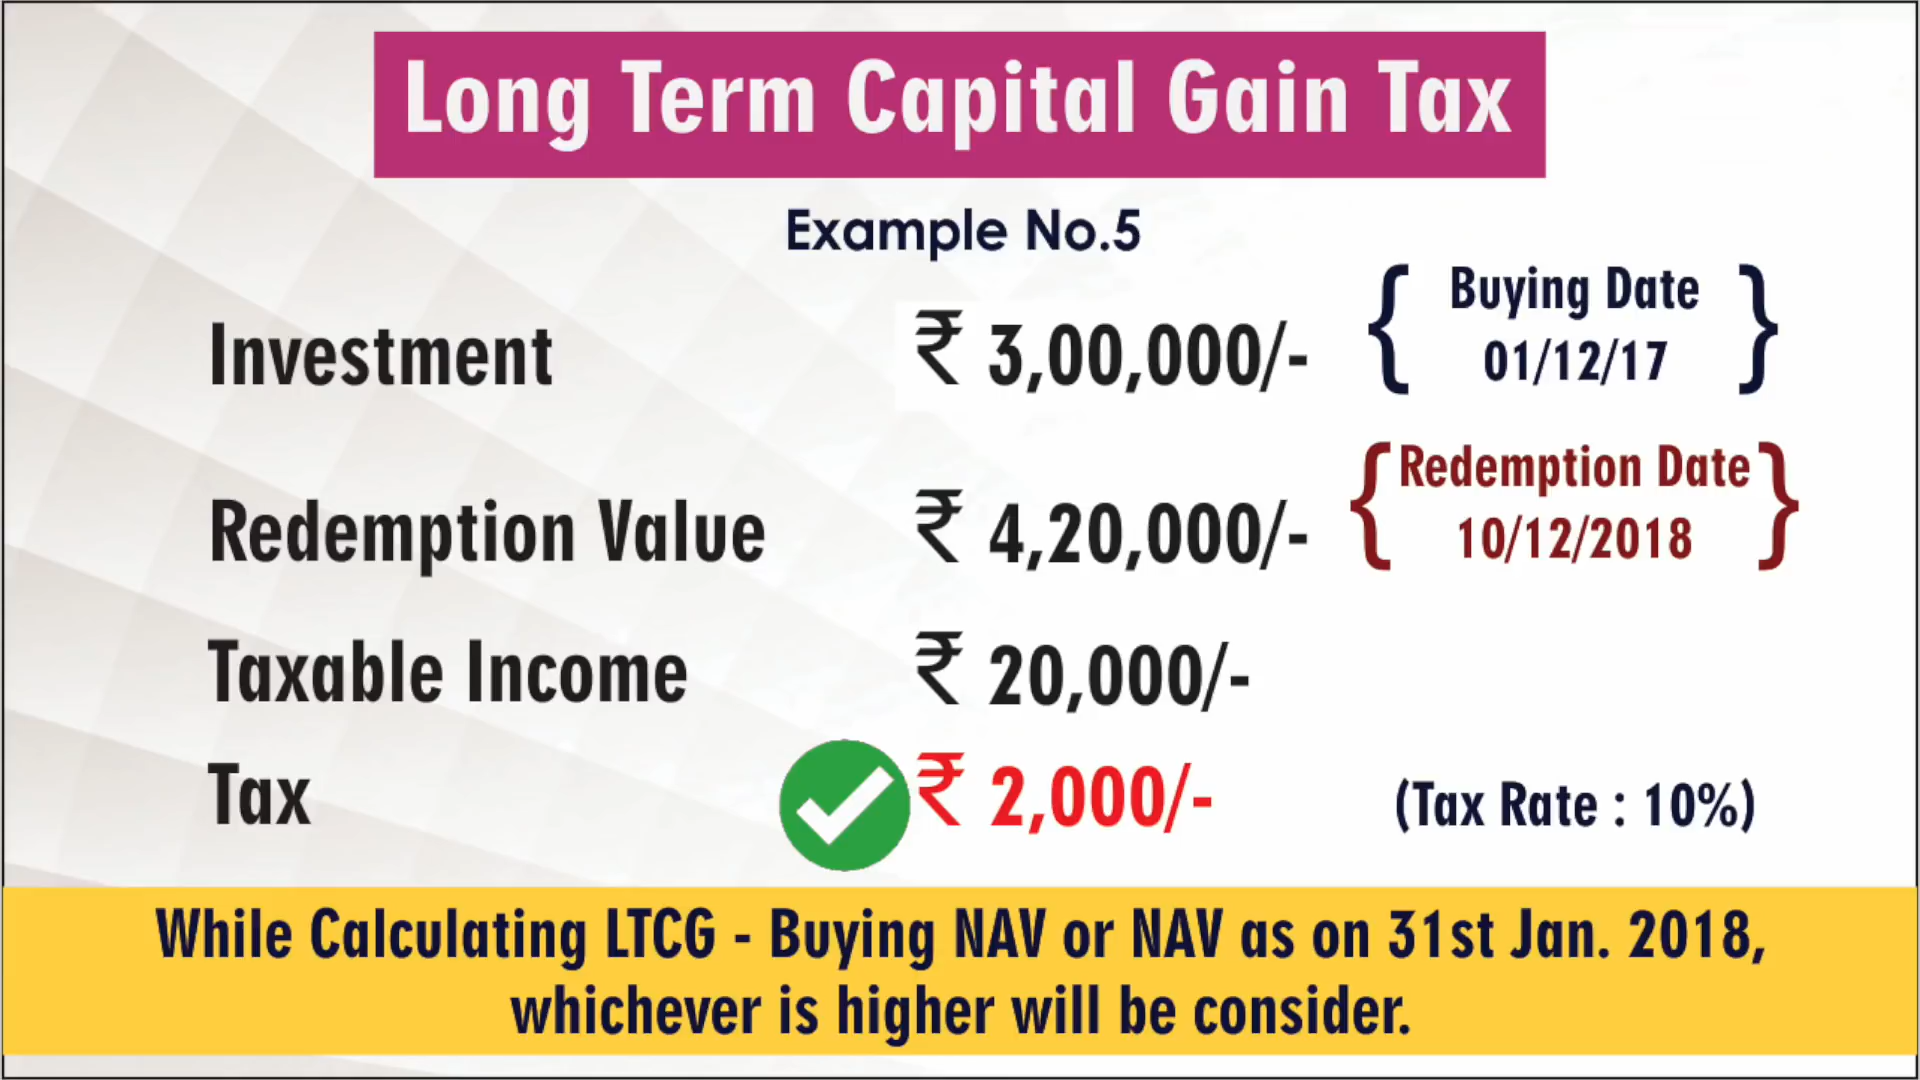 Long Term Capital Gain Tax
Example No.5
Investment ₹ 3,00,000/- { Buying Date 01/12/17 }
Redemption Value ₹ 4,20,000/- { Redemption Date 10/12/2018 }
Taxable Income ₹ 20,000/-
Tax ₹ 2,000/- (Tax Rate : 10%)
While Calculating LTCG - Buying NAV or NAV as on 31st Jan. 2018,
whichever is higher will be consider.